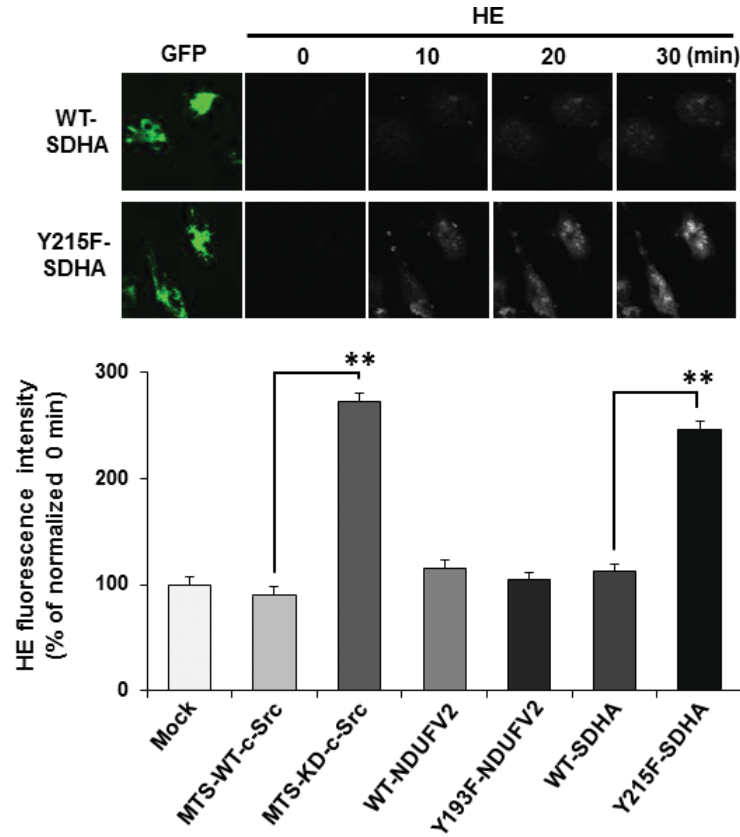 HE
GFP 0 10 20 30 (min)
WT-
SDHA
Y215F-
SDHA
HE fluorescence intensity
(% of normalized 0 min)
300
200
100
0
**
**
Mock
MTS-WT-c-Src
MTS-KD-c-Src
WT-NDUFV2
Y193F-NDUFV2
WT-SDHA
Y215F-SDHA